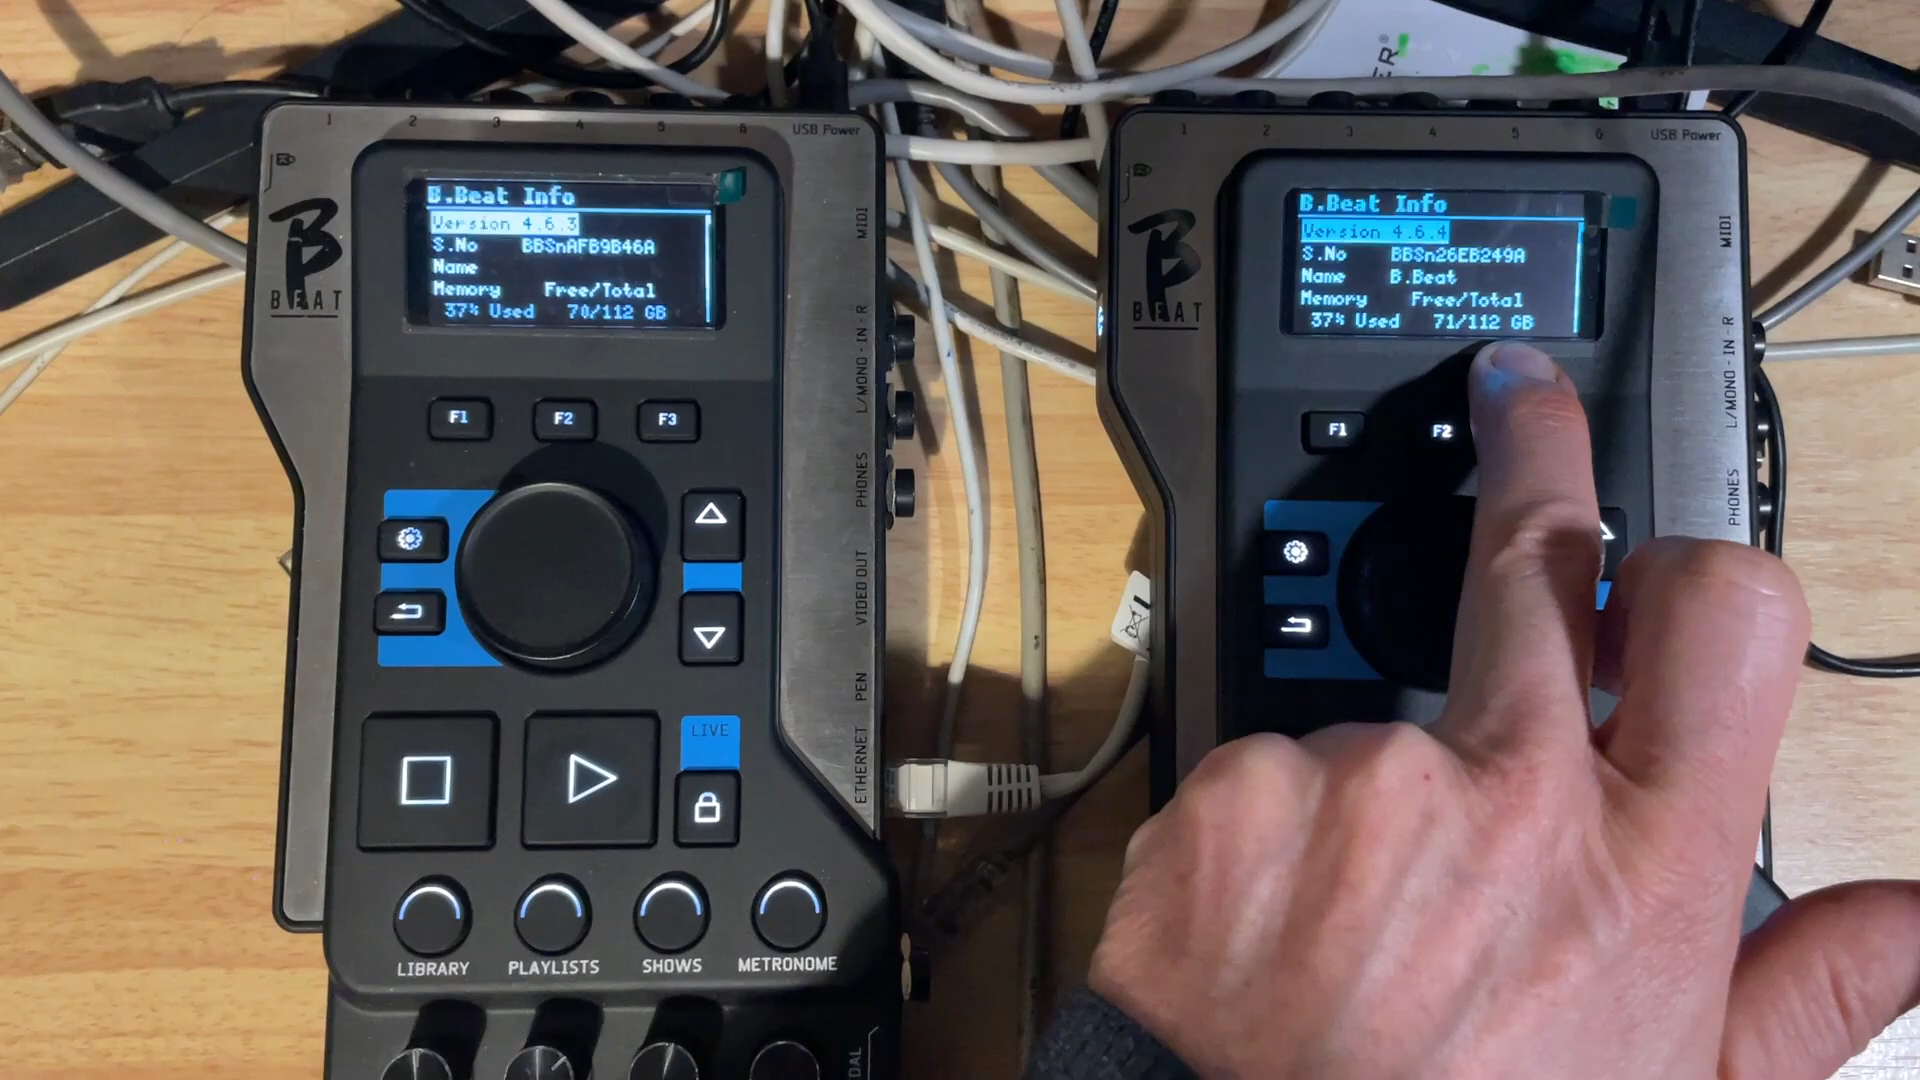 1 2 3 4 5 6 USB Power
B.Beat Info
Version 4.6.3
S.No BBSnAFB9B46A
Name
Memory Free/Total
37% Used 70/112 GB
BEAT
MIDI
L/MONO - IN - R
PHONES
VIDEO OUT
PEN
ETHERNET
F1 F2 F3
LIVE
LIBRARY PLAYLISTS SHOWS METRONOME
DAL
1 2 3 4 5 6 USB Power
B.Beat Info
Version 4.6.4
S.No BBSn26EB249A
Name B.Beat
Memory Free/Total
37% Used 71/112 GB
BEAT
MIDI
L/MONO - IN - R
PHONES
F1 F2
ER®